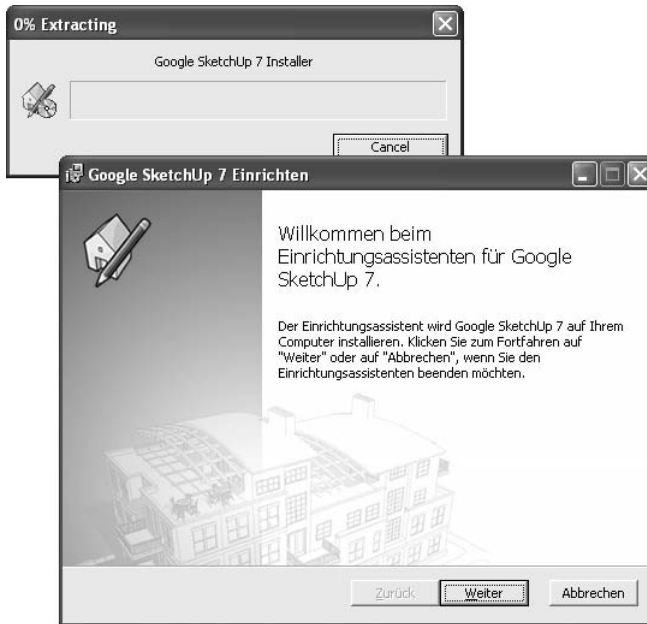 0% Extracting
Google SketchUp 7 Installer
Cancel
Google SketchUp 7 Einrichten
Willkommen beim
Einrichtungsassistenten für Google
SketchUp 7.
Der Einrichtungsassistent wird Google SketchUp 7 auf Ihrem
Computer installieren. Klicken Sie zum Fortfahren auf
"Weiter" oder auf "Abbrechen", wenn Sie den
Einrichtungsassistenten beenden möchten.
Zurück Weiter Abbrechen